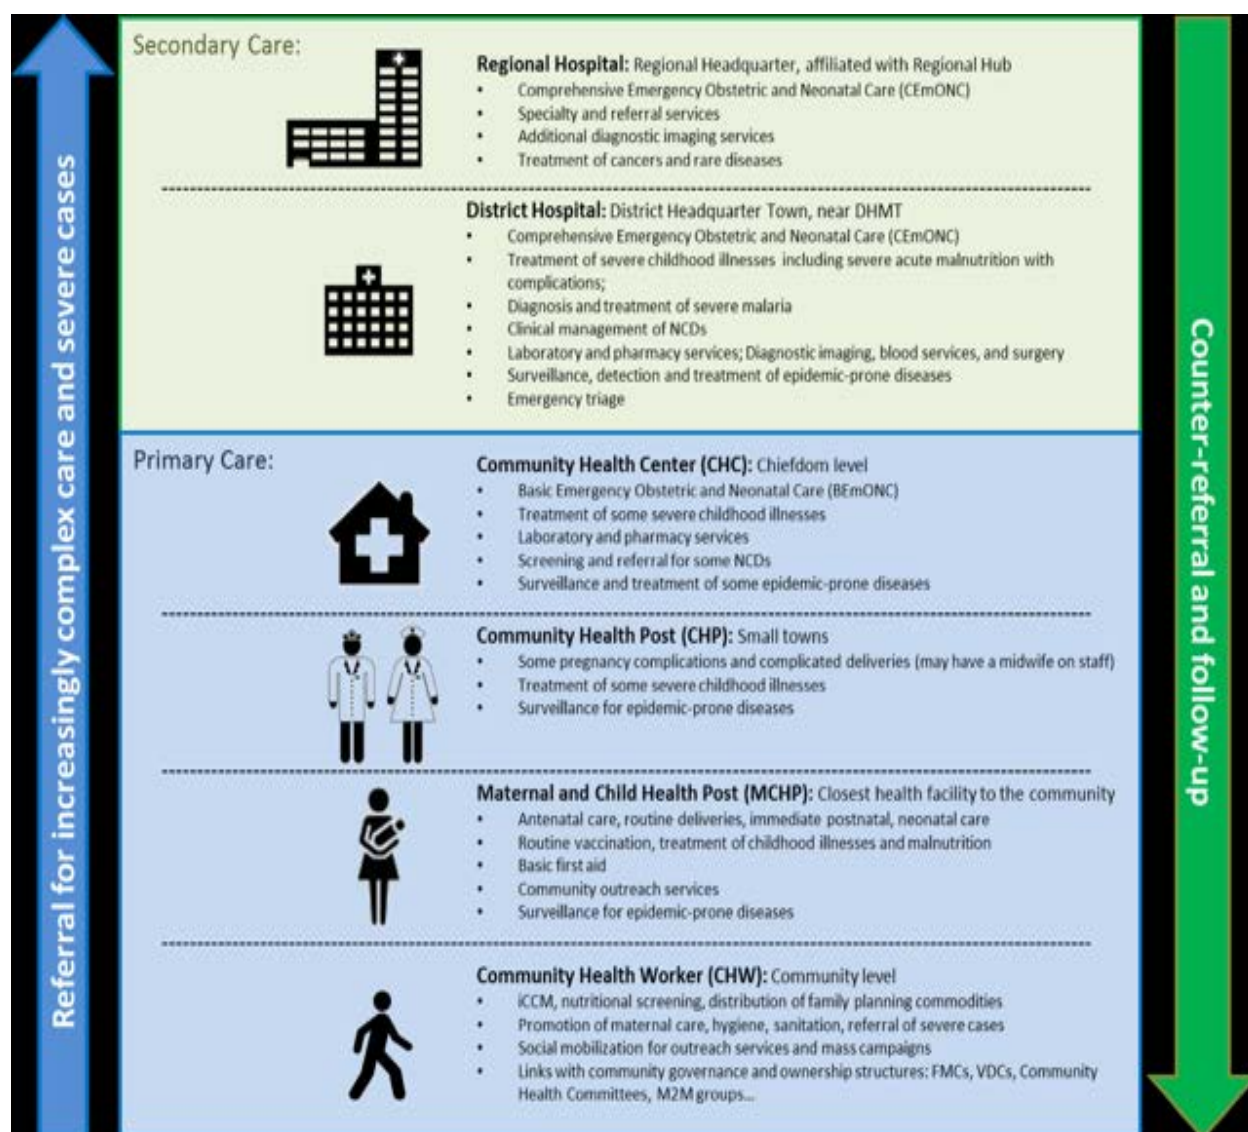 Referral for increasingly complex care and severe cases
Secondary Care:
Regional Hospital: Regional Headquarter, affiliated with Regional Hub
• Comprehensive Emergency Obstetric and Neonatal Care (CEmONC)
• Specialty and referral services
• Additional diagnostic imaging services
• Treatment of cancers and rare diseases
District Hospital: District Headquarter Town, near DHMT
• Comprehensive Emergency Obstetric and Neonatal Care (CEmONC)
• Treatment of severe childhood illnesses including severe acute malnutrition with
complications;
• Diagnosis and treatment of severe malaria
• Clinical management of NCDs
• Laboratory and pharmacy services; Diagnostic imaging, blood services, and surgery
• Surveillance, detection and treatment of epidemic-prone diseases
• Emergency triage
Primary Care:
Community Health Center (CHC): Chiefdom level
• Basic Emergency Obstetric and Neonatal Care (BEmONC)
• Treatment of some severe childhood illnesses
• Laboratory and pharmacy services
• Screening and referral for some NCDs
• Surveillance and treatment of some epidemic-prone diseases
Community Health Post (CHP): Small towns
• Some pregnancy complications and complicated deliveries (may have a midwife on staff)
• Treatment of some severe childhood illnesses
• Surveillance for epidemic-prone diseases
Maternal and Child Health Post (MCHP): Closest health facility to the community
• Antenatal care, routine deliveries, immediate postnatal, neonatal care
• Routine vaccination, treatment of childhood illnesses and malnutrition
• Basic first aid
• Community outreach services
• Surveillance for epidemic-prone diseases
Community Health Worker (CHW): Community level
• iCCM, nutritional screening, distribution of family planning commodities
• Promotion of maternal care, hygiene, sanitation, referral of severe cases
• Social mobilization for outreach services and mass campaigns
• Links with community governance and ownership structures: FMCs, VDCs, Community
Health Committees, M2M groups...
Counter-referral and follow-up